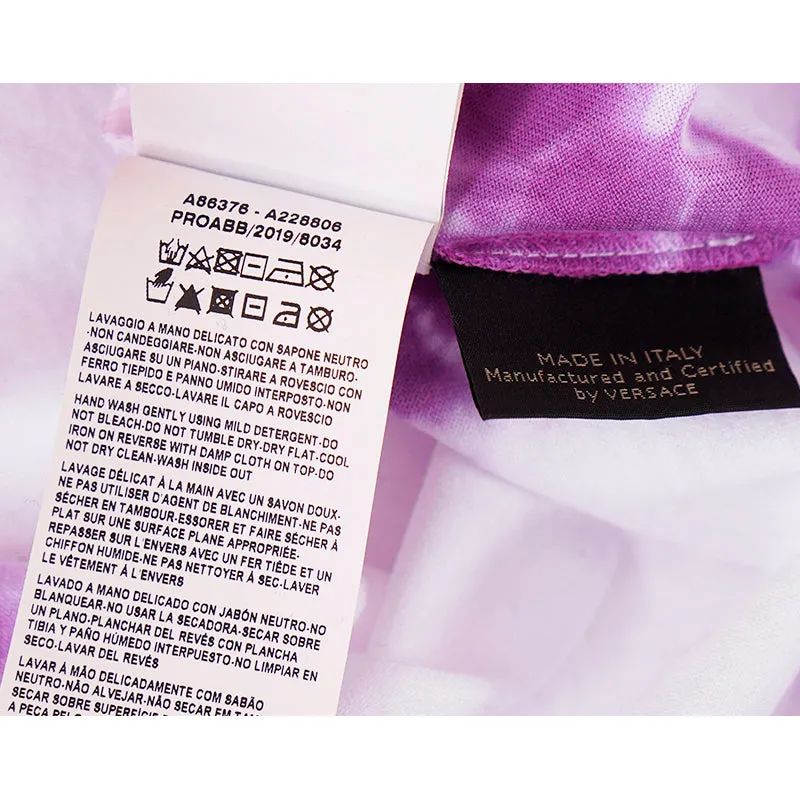 A86376 - A228806
PROABB/2019/8034
LAVAGGIO A MANO DELICATO CON SAPONE NEUTRO
-NON CANDEGGIARE-NON ASCIUGARE A TAMBURO-
ASCIUGARE SU UN PIANO-STIRARE A ROVESCIO CON
FERRO TIEPIDO E PANNO UMIDO INTERPOSTO-NON
LAVARE A SECCO-LAVARE IL CAPO A ROVESCIO
HAND WASH GENTLY USING MILD DETERGENT-DO
NOT BLEACH-DO NOT TUMBLE DRY-DRY FLAT-COOL
IRON ON REVERSE WITH DAMP CLOTH ON TOP-DO
NOT DRY CLEAN-WASH INSIDE OUT
LAVAGE DÉLICAT À LA MAIN AVEC UN SAVON DOUX-
NE PAS UTILISER D'AGENT DE BLANCHIMENT-NE PAS
SÉCHER EN TAMBOUR-ESSORER ET FAIRE SÉCHER À
PLAT SUR UNE SURFACE PLANE APPROPRIÉE-
REPASSER SUR L'ENVERS AVEC UN FER TIÉDE ET UN
CHIFFON HUMIDE-NE PAS NETTOYER À SEC-LAVER
LE VÊTEMENT À L'ENVERS
LAVADO A MANO DELICADO CON JABÓN NEUTRO-NO
BLANQUEAR-NO USAR LA SECADORA-SECAR SOBRE
UN PLANO-PLANCHAR DEL REVÉS CON PLANCHA
TIBIA Y PAÑO HÚMEDO INTERPUESTO-NO LIMPIAR EN
SECO-LAVAR DEL REVÉS
LAVAR À MÃO DELICADAMENTE COM SABÃO
NEUTRO-NÃO ALVEJAR-NÃO SECAR EM TAMBOR-
SECAR SOBRE
A PEÇA
MADE IN ITALY
Manufactured and Certified
by VERSACE